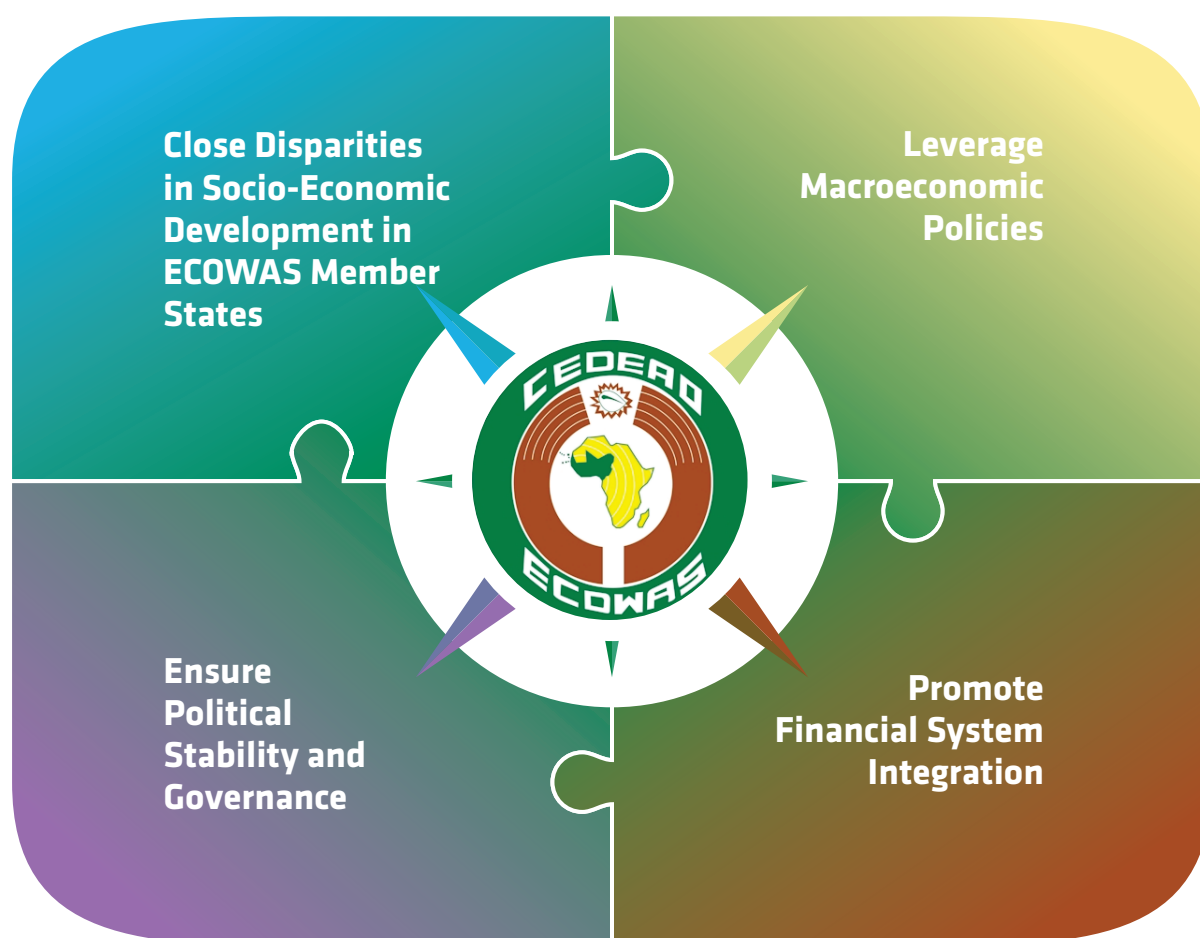 Close Disparities
in Socio-Economic
Development in
ECOWAS Member
States
Leverage
Macroeconomic
Policies
CEDEAO
ECOWAS
Ensure
Political
Stability and
Governance
Promote
Financial System
Integration